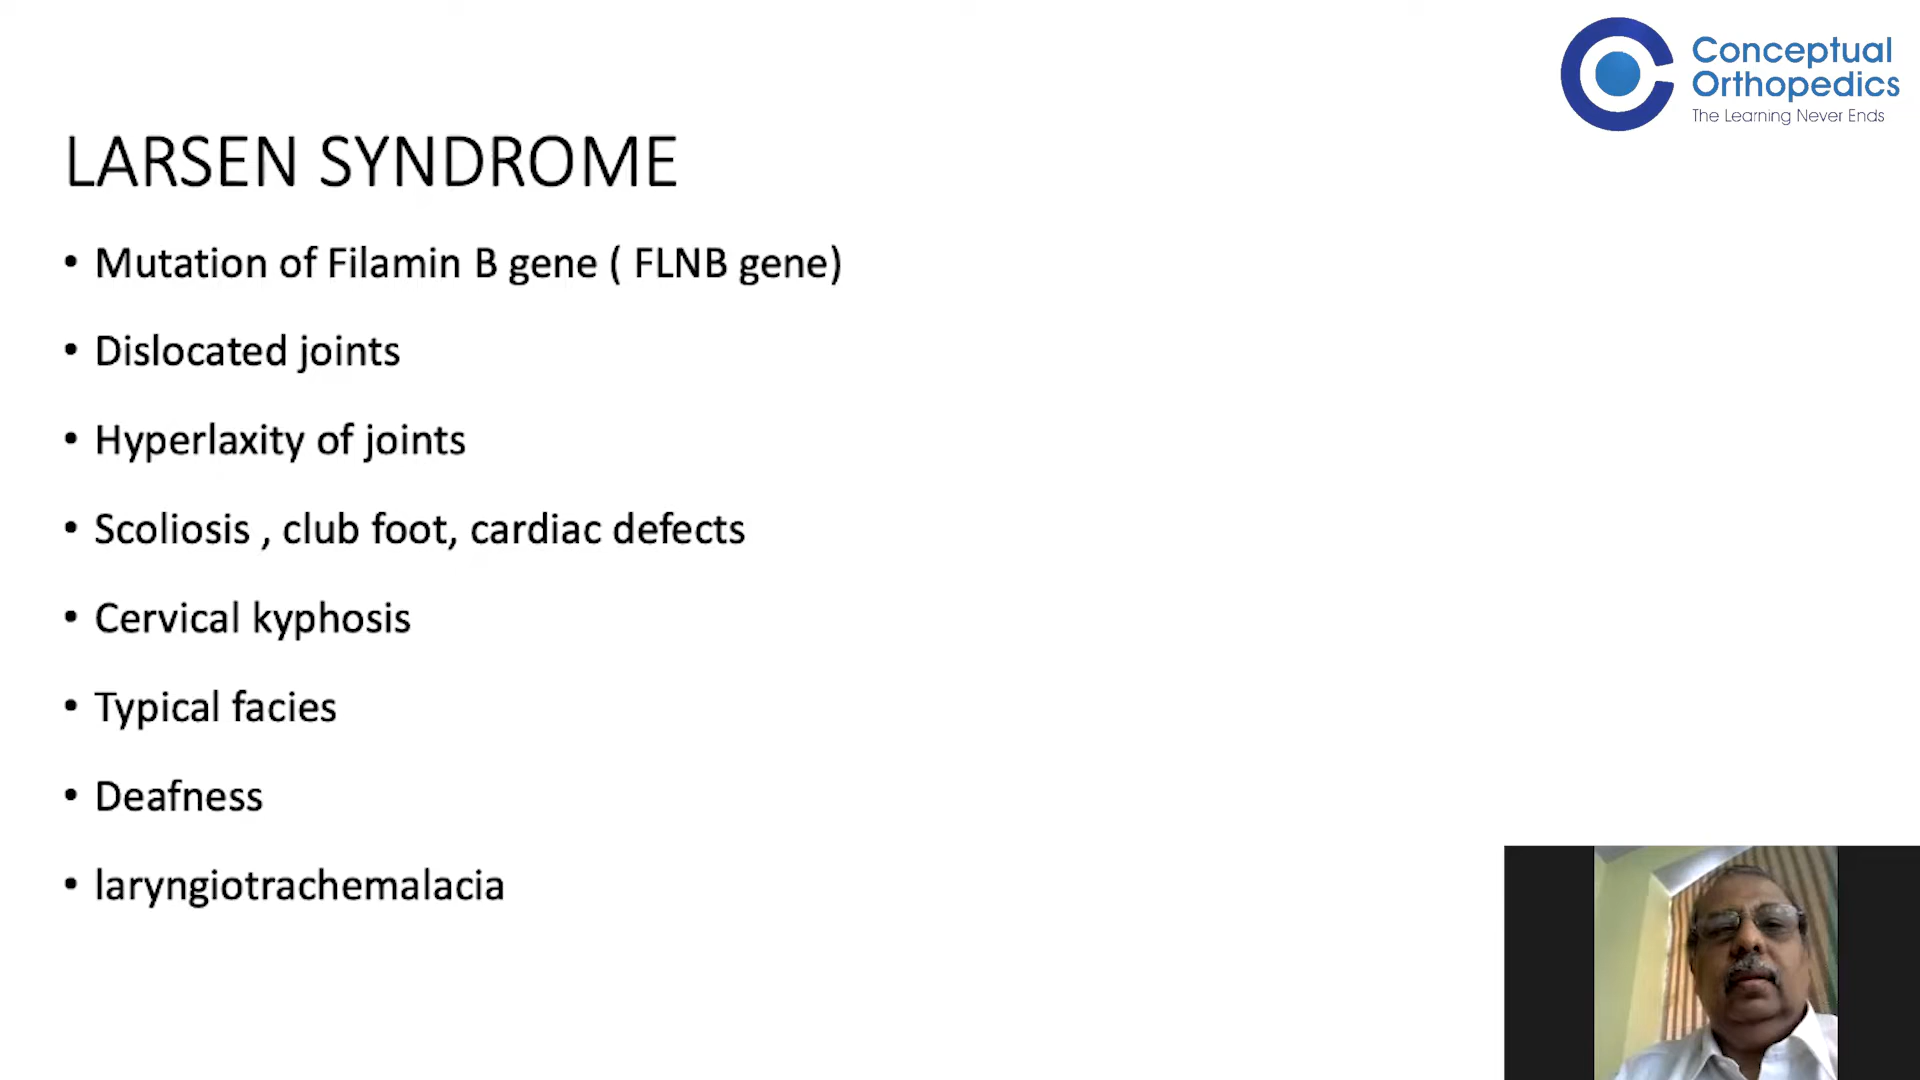 Conceptual
Orthopedics
The Learning Never Ends
LARSEN SYNDROME
• Mutation of Filamin B gene ( FLNB gene)
• Dislocated joints
• Hyperlaxity of joints
• Scoliosis , club foot, cardiac defects
• Cervical kyphosis
• Typical facies
• Deafness
• laryngiotrachemalacia